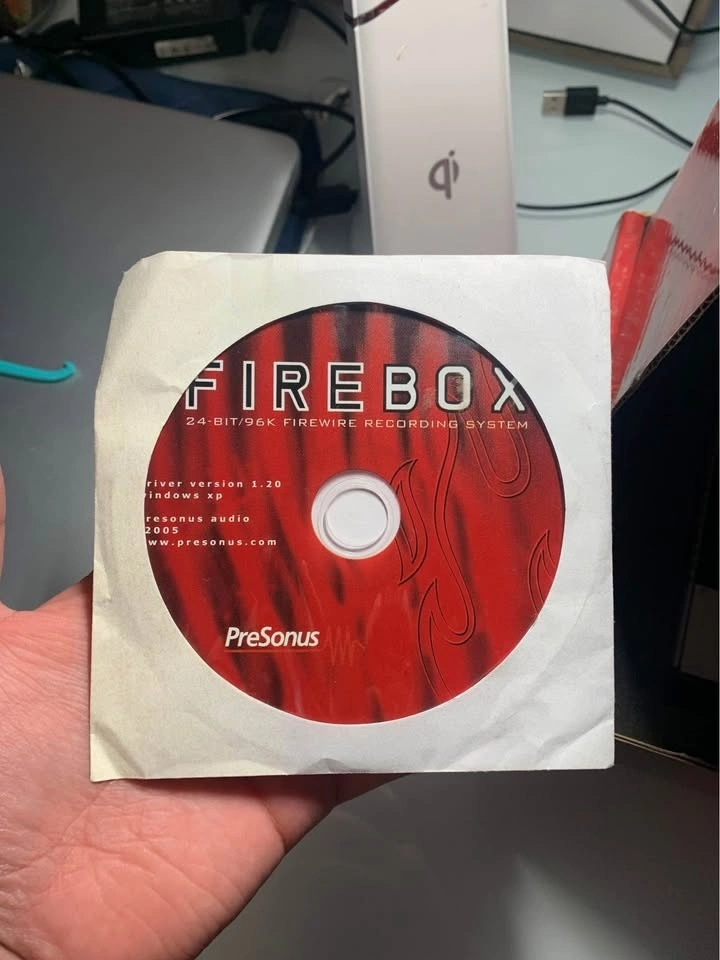 qi
FIREBOX
24-BIT/96K FIREWIRE RECORDING SYSTEM
river version 1.20
indows xp
resonus audio
2005
ww.presonus.com
PreSonus